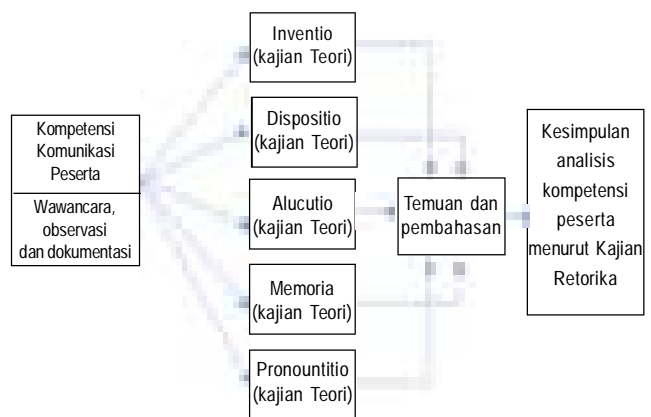 Kompetensi
Komunikasi
Peserta
Wawancara,
observasi
dan dokumentasi
Inventio
(kajian Teori)
Dispositio
(kajian Teori)
Alucutio
(kajian Teori)
Memoria
(kajian Teori)
Pronountitio
(kajian Teori)
Temuan dan
pembahasan
Kesimpulan
analisis
kompetensi
peserta
menurut Kajian
Retorika